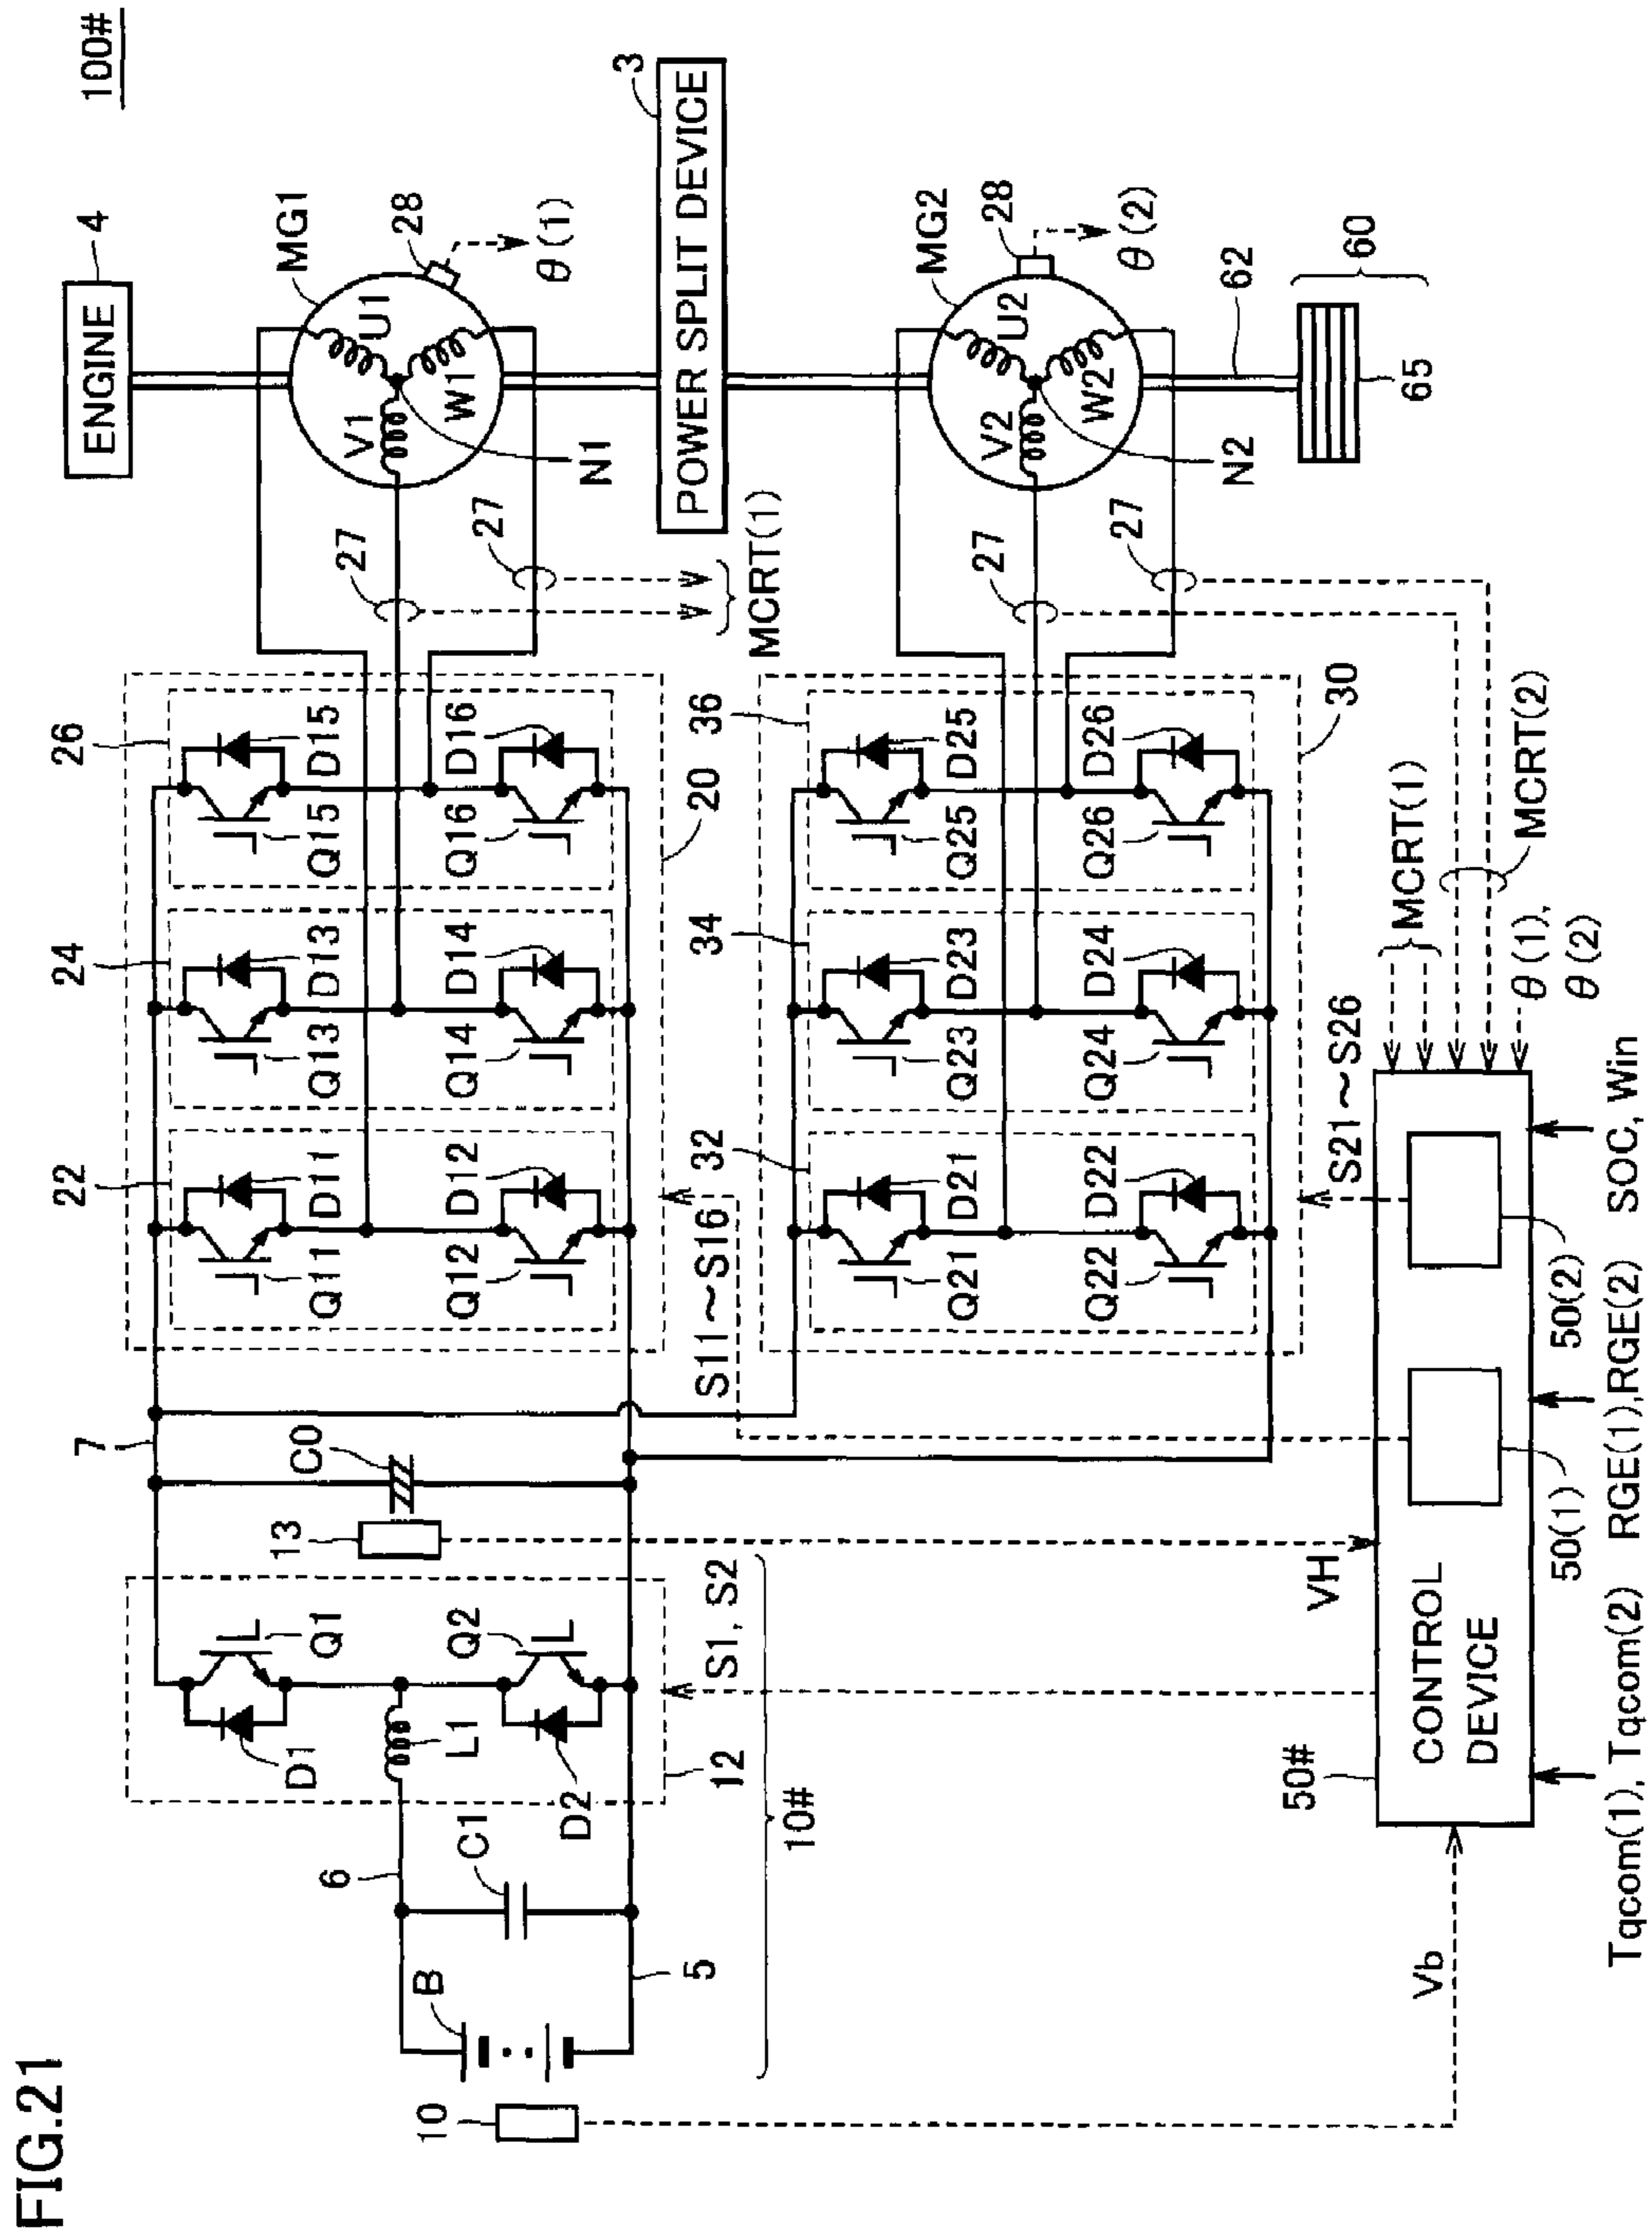 FIG.21
100#
ENGINE
4
MG1
U1
V1
W1
N1
28
θ(1)
27
27
MCRT(1)
POWER SPLIT DEVICE
3
MG2
U2
V2
W2
N2
28
θ(2)
27
27
62
60
65
22
24
26
Q11
D11
Q13
D13
Q15
D15
Q12
D12
Q14
D14
Q16
D16
20
S11~S16
32
34
36
Q21
D21
Q23
D23
Q25
D25
Q22
D22
Q24
D24
Q26
D26
30
S21~S26
7
C0
13
D1
Q1
L1
Q2
D2
12
S1, S2
6
C1
B
5
10
10#
Vb
VH
50#
CONTROL
DEVICE
50(1)
50(2)
MCRT(1)
MCRT(2)
θ(1),
θ(2)
Tqcom(1), Tqcom(2)
RGE(1),RGE(2)
SOC, Win